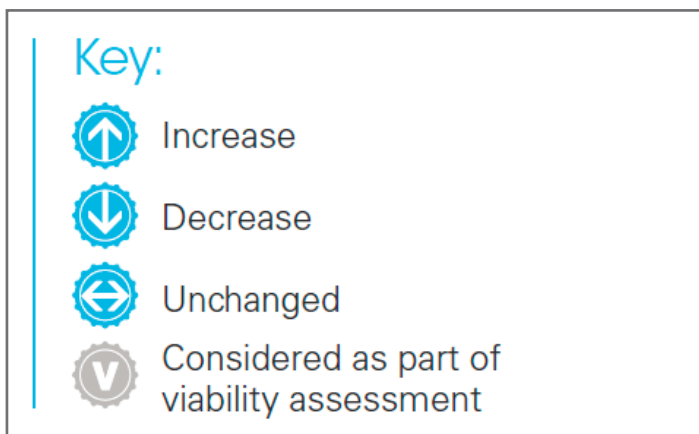 Key:
Increase
Decrease
Unchanged
V
Considered as part of
viability assessment